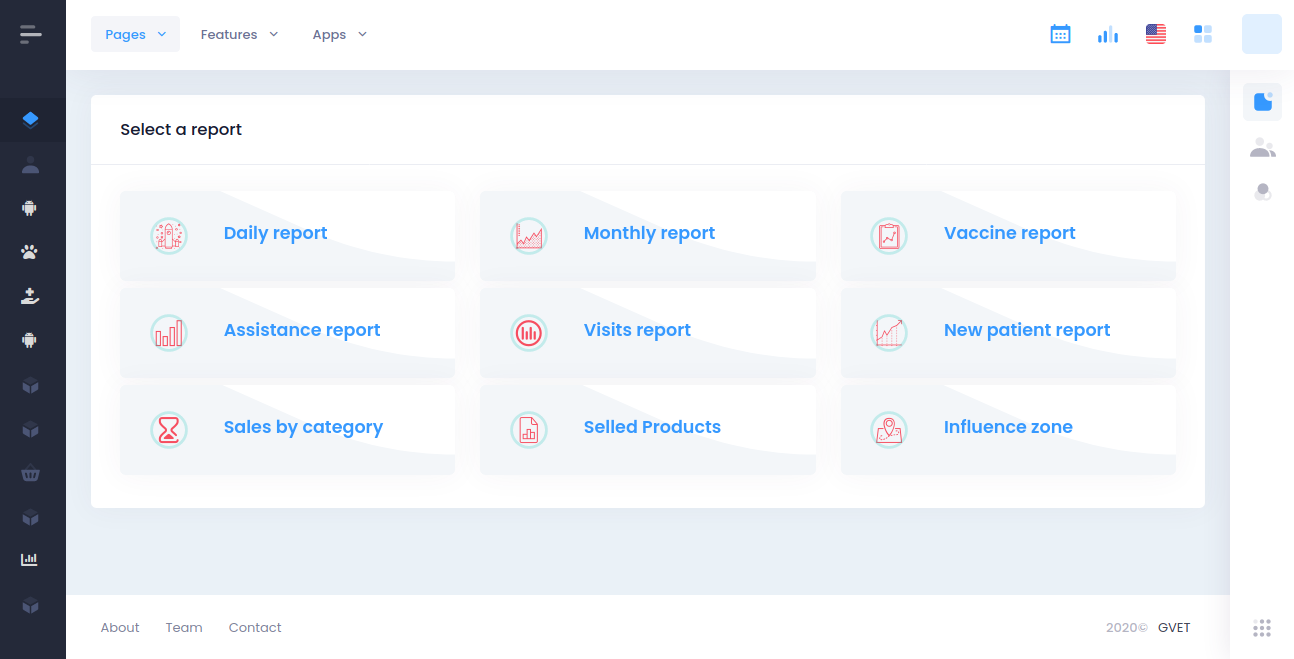 Pages Features Apps
Select a report
Daily report Monthly report Vaccine report
Assistance report Visits report New patient report
Sales by category Selled Products Influence zone
About Team Contact 2020© GVET